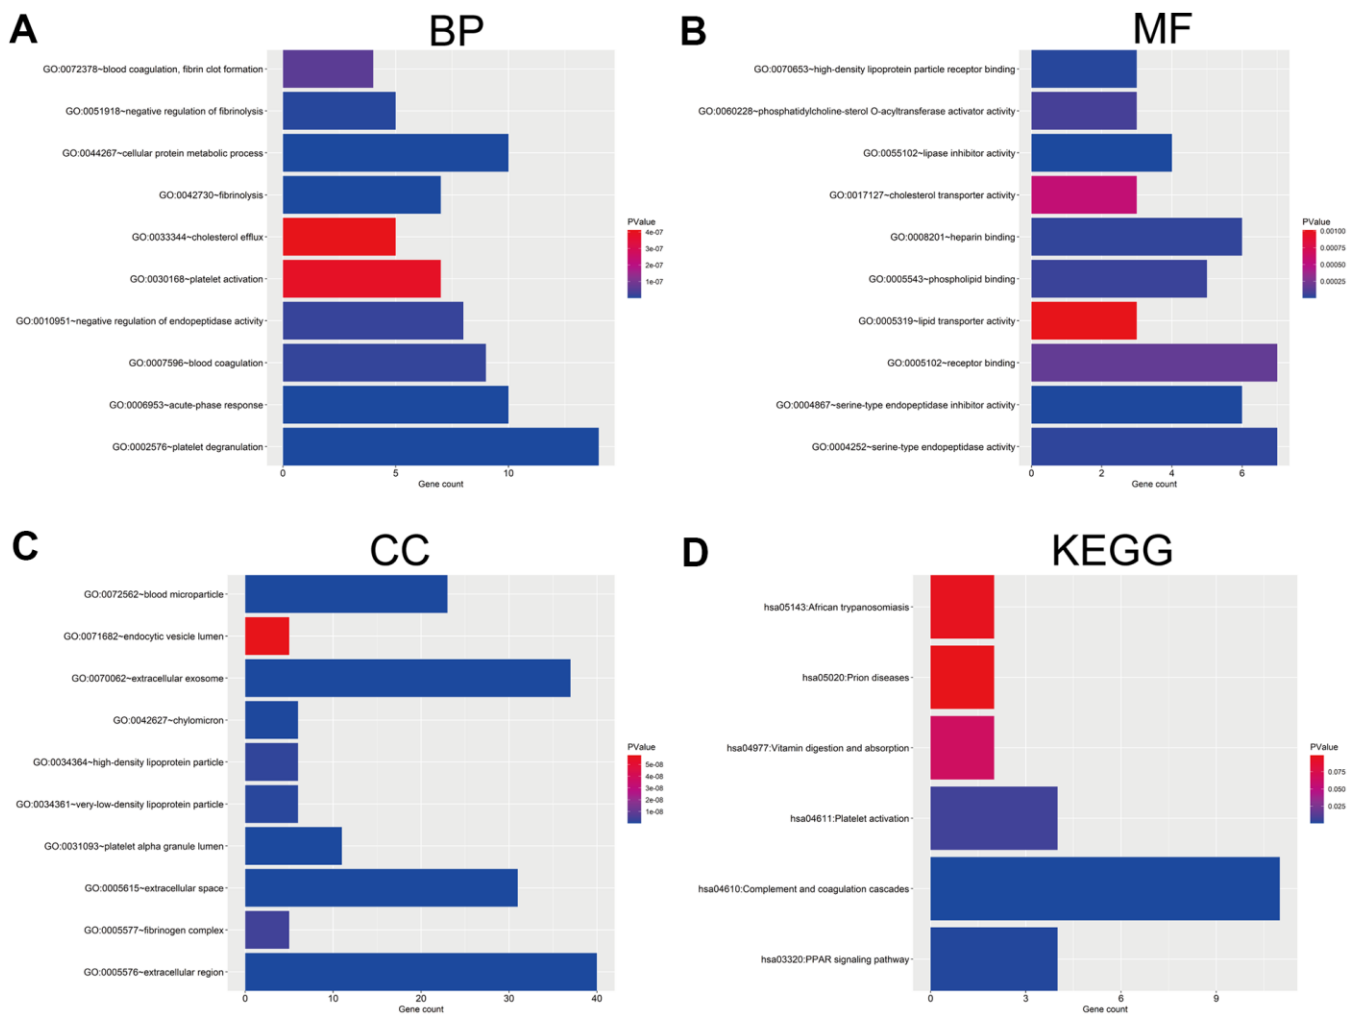 A
BP
GO:0072378~blood coagulation, fibrin clot formation
GO:0051918~negative regulation of fibrinolysis
GO:0044267~cellular protein metabolic process
GO:0042730~fibrinolysis
GO:0033344~cholesterol efflux
GO:0030168~platelet activation
GO:0010951~negative regulation of endopeptidase activity
GO:0007596~blood coagulation
GO:0006953~acute-phase response
GO:0002576~platelet degranulation
0 5 10
Gene count
PValue
4e-07
3e-07
2e-07
1e-07
B
MF
GO:0070653~high-density lipoprotein particle receptor binding
GO:0060228~phosphatidylcholine-sterol O-acyltransferase activator activity
GO:0055102~lipase inhibitor activity
GO:0017127~cholesterol transporter activity
GO:0008201~heparin binding
GO:0005543~phospholipid binding
GO:0005319~lipid transporter activity
GO:0005102~receptor binding
GO:0004867~serine-type endopeptidase inhibitor activity
GO:0004252~serine-type endopeptidase activity
0 2 4 6
Gene count
PValue
0.00100
0.00075
0.00050
0.00025
C
CC
GO:0072562~blood microparticle
GO:0071682~endocytic vesicle lumen
GO:0070062~extracellular exosome
GO:0042627~chylomicron
GO:0034364~high-density lipoprotein particle
GO:0034361~very-low-density lipoprotein particle
GO:0031093~platelet alpha granule lumen
GO:0005615~extracellular space
GO:0005577~fibrinogen complex
GO:0005576~extracellular region
0 10 20 30 40
Gene count
PValue
5e-08
4e-08
3e-08
2e-08
1e-08
D
KEGG
hsa05143:African trypanosomiasis
hsa05020:Prion diseases
hsa04977:Vitamin digestion and absorption
hsa04611:Platelet activation
hsa04610:Complement and coagulation cascades
hsa03320:PPAR signaling pathway
0 3 6 9
Gene count
PValue
0.075
0.050
0.025